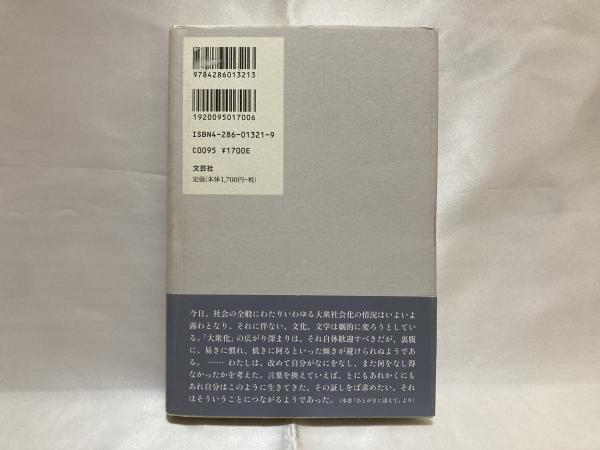 9784286013213
1920095017006
ISBN4-286-01321-9
C0095 ¥1700E
文芸社
定価(本体1,700円+税)
今日、社会の全般にわたりいわゆる大衆社会化の情況はいよいよ
露わとなり、それに伴ない、文化、文学は劇的に変ろうとしてい
る。「大衆化」の広がり深まりは、それ自体歓迎すべきだが、裏腹
に、易きに慣れ、低きに阿るといった傾きが避けられぬようであ
る。 …… わたしは、改めて自分がなにをなし、また何をなし得
なかったかを考えた。言葉を換えていえば、とにもあれかくにも
あれ自分はこのように生きてきた、その証しをば求めたい、それ
はそういうことにつながるようであった。(本書「あとがきに添えて」より)